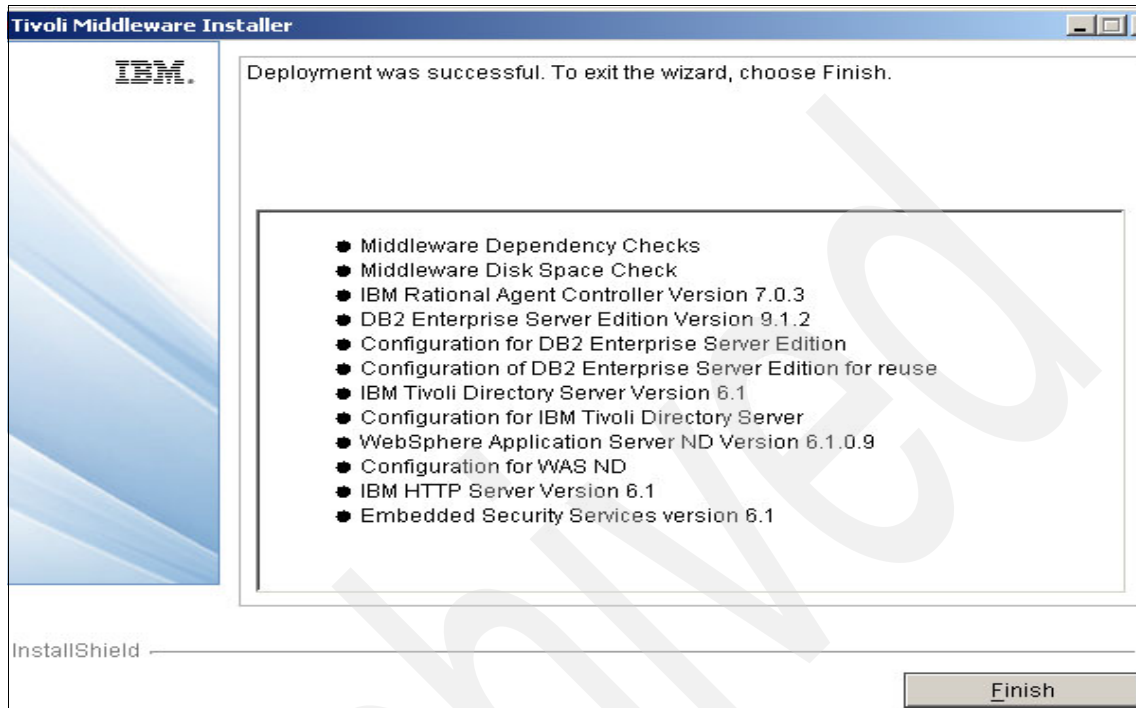 Tivoli Middleware Installer
IBM.
Deployment was successful. To exit the wizard, choose Finish.
Middleware Dependency Checks
Middleware Disk Space Check
IBM Rational Agent Controller Version 7.0.3
DB2 Enterprise Server Edition Version 9.1.2
Configuration for DB2 Enterprise Server Edition
Configuration of DB2 Enterprise Server Edition for reuse
IBM Tivoli Directory Server Version 6.1
Configuration for IBM Tivoli Directory Server
WebSphere Application Server ND Version 6.1.0.9
Configuration for WAS ND
IBM HTTP Server Version 6.1
Embedded Security Services version 6.1
InstallShield
Finish